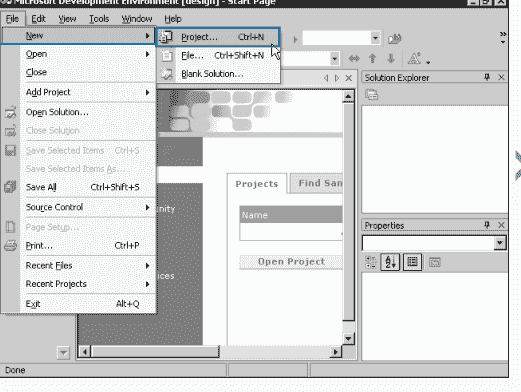 Microsoft Development Environment [design] - Start Page
File Edit View Tools Window Help
New
Project... Ctrl+N
File... Ctrl+Shift+N
Blank Solution...
Open
Close
Add Project
Open Solution...
Close Solution
Save Selected Items Ctrl+S
Save Selected Items As...
Save All Ctrl+Shift+S
Source Control
Page Setup...
Print... Ctrl+P
Recent Files
Recent Projects
Exit Alt+Q
Solution Explorer
Projects Find Sam
Name
Open Project
Properties
Done